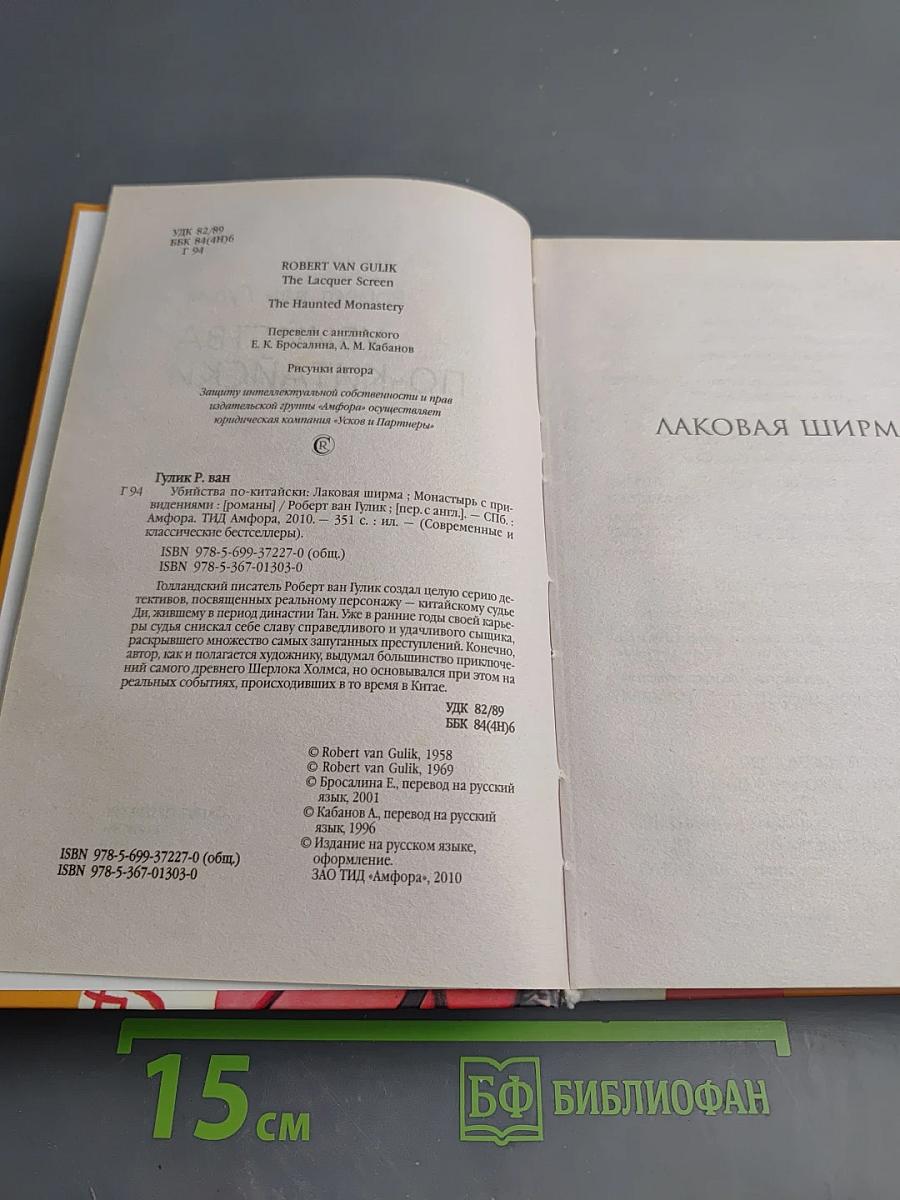 УДК 82/89
ББК 84(4Н)6
Г 94
ROBERT VAN GULIK
The Lacquer Screen
The Haunted Monastery
Перевели с английского
Е. К. Бросалина, А. М. Кабанов
Рисунки автора
Защиту интеллектуальной собственности и прав
издательской группы «Амфора» осуществляет
юридическая компания «Усков и Партнеры»
Гулик Р. ван
Г 94 Убийства по-китайски: Лаковая ширма ; Монастырь с при-
видениями : [романы] / Роберт ван Гулик ; [пер. с англ.]. — СПб. :
Амфора. ТИД Амфора, 2010. — 351 с. : ил. — (Современные и
классические бестселлеры).
ISBN 978-5-699-37227-0 (общ.)
ISBN 978-5-367-01303-0
Голландский писатель Роберт ван Гулик создал целую серию де-
тективов, посвященных реальному персонажу — китайскому судье
Ди, жившему в период династии Тан. Уже в ранние годы своей карье-
ры судья снискал себе славу справедливого и удачливого сыщика,
раскрывшего множество самых запутанных преступлений. Конечно,
автор, как и полагается художнику, выдумал большинство приключе-
ний самого древнего Шерлока Холмса, но основывался при этом на
реальных событиях, происходивших в то время в Китае.
УДК 82/89
ББК 84(4Н)6
© Robert van Gulik, 1958
© Robert van Gulik, 1969
© Бросалина Е., перевод на русский
язык, 2001
© Кабанов А., перевод на русский
язык, 1996
© Издание на русском языке,
оформление.
ЗАО ТИД «Амфора», 2010
ISBN 978-5-699-37227-0 (общ.)
ISBN 978-5-367-01303-0
ЛАКОВАЯ ШИРМ
15 см
БФ БИБЛИОФАН